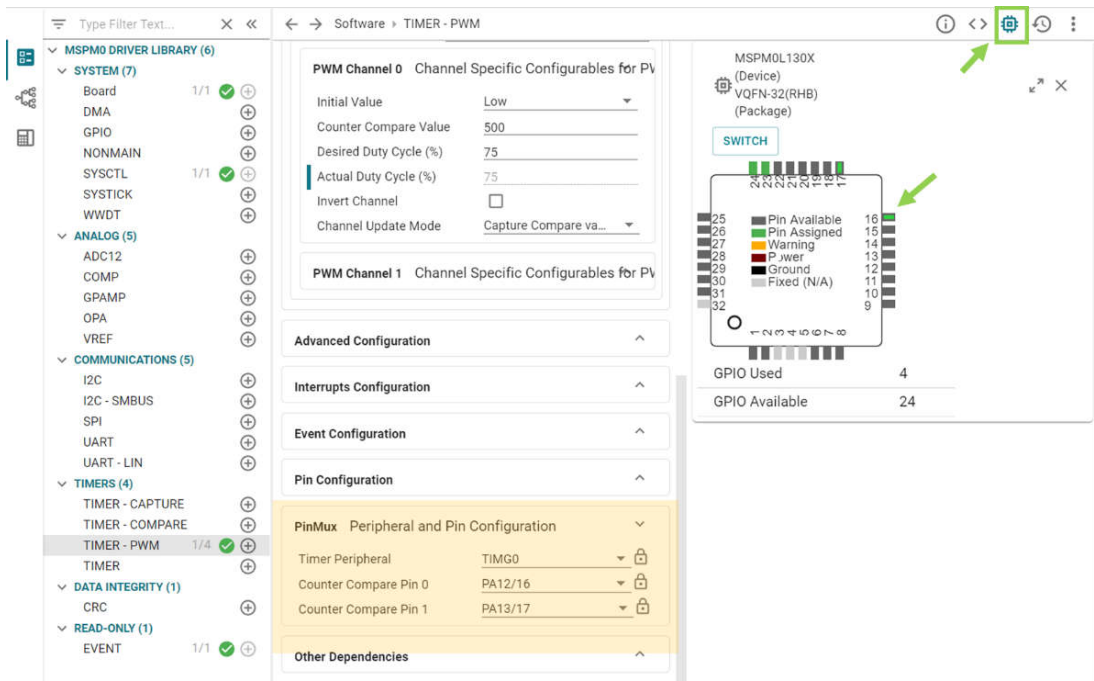 Type Filter Text...
Software ▸ TIMER - PWM
MSPM0 DRIVER LIBRARY (6)
SYSTEM (7)
Board 1/1
DMA
GPIO
NONMAIN
SYSCTL 1/1
SYSTICK
WWDT
ANALOG (5)
ADC12
COMP
GPAMP
OPA
VREF
COMMUNICATIONS (5)
I2C
I2C - SMBUS
SPI
UART
UART - LIN
TIMERS (4)
TIMER - CAPTURE
TIMER - COMPARE
TIMER - PWM 1/4
TIMER
DATA INTEGRITY (1)
CRC
READ-ONLY (1)
EVENT 1/1
PWM Channel 0 Channel Specific Configurables for PW
Initial Value Low
Counter Compare Value 500
Desired Duty Cycle (%) 75
Actual Duty Cycle (%) 75
Invert Channel
Channel Update Mode Capture Compare va...
PWM Channel 1 Channel Specific Configurables for PW
Advanced Configuration
Interrupts Configuration
Event Configuration
Pin Configuration
PinMux Peripheral and Pin Configuration
Timer Peripheral TIMG0
Counter Compare Pin 0 PA12/16
Counter Compare Pin 1 PA13/17
Other Dependencies
MSPM0L130X
(Device)
VQFN-32(RHB)
(Package)
SWITCH
24 23 22 21 20 19 18 17
25 Pin Available 16
26 Pin Assigned 15
27 Warning 14
28 Power 13
29 Ground 12
30 Fixed (N/A) 11
31 10
32 9
1 2 3 4 5 6 7 8
GPIO Used 4
GPIO Available 24